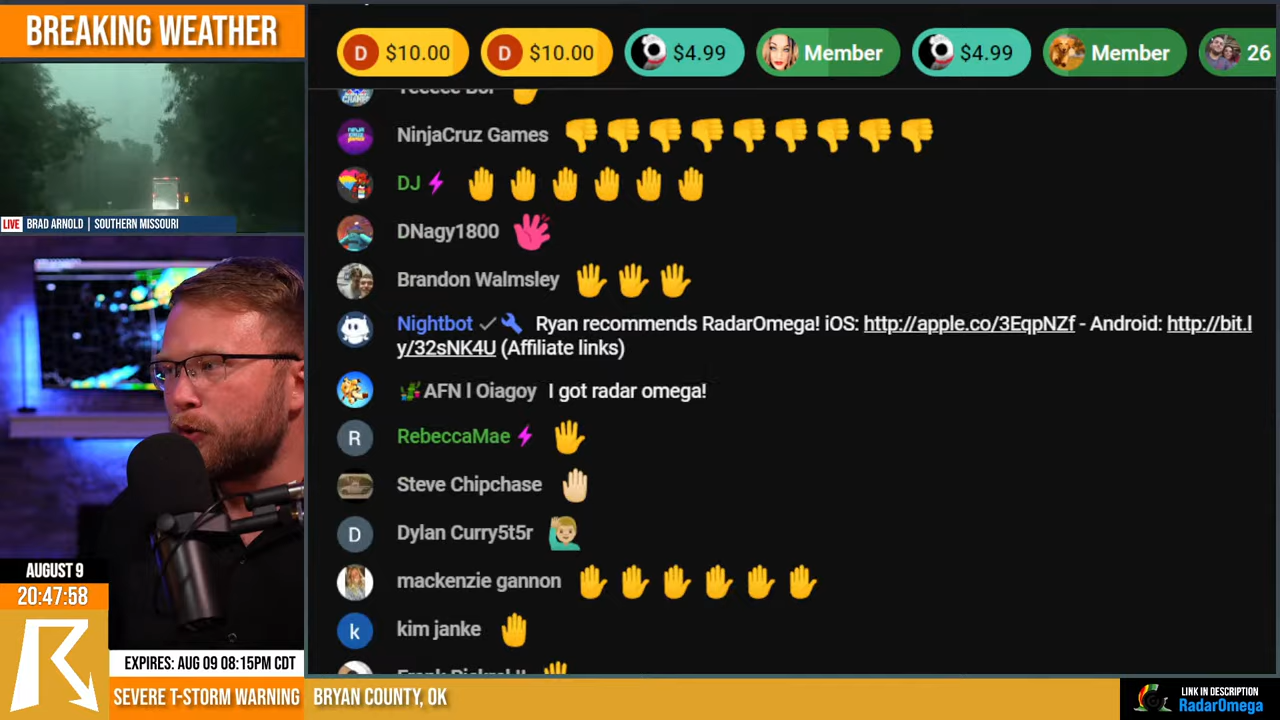 BREAKING WEATHER
LIVE BRAD ARNOLD | SOUTHERN MISSOURI
D $10.00 D $10.00 $4.99 Member $4.99 Member 26
NinjaCruz Games
DJ
DNagy1800
Brandon Walmsley
Nightbot Ryan recommends RadarOmega! iOS: http://apple.co/3EqpNZf - Android: http://bit.l
y/32sNK4U (Affiliate links)
AFN l Oiagoy I got radar omega!
R RebeccaMae
Steve Chipchase
D Dylan Curry5t5r
mackenzie gannon
k kim janke
AUGUST 9
20:47:58
EXPIRES: AUG 09 08:15PM CDT
SEVERE T-STORM WARNING BRYAN COUNTY, OK
LINK IN DESCRIPTION
RadarOmega